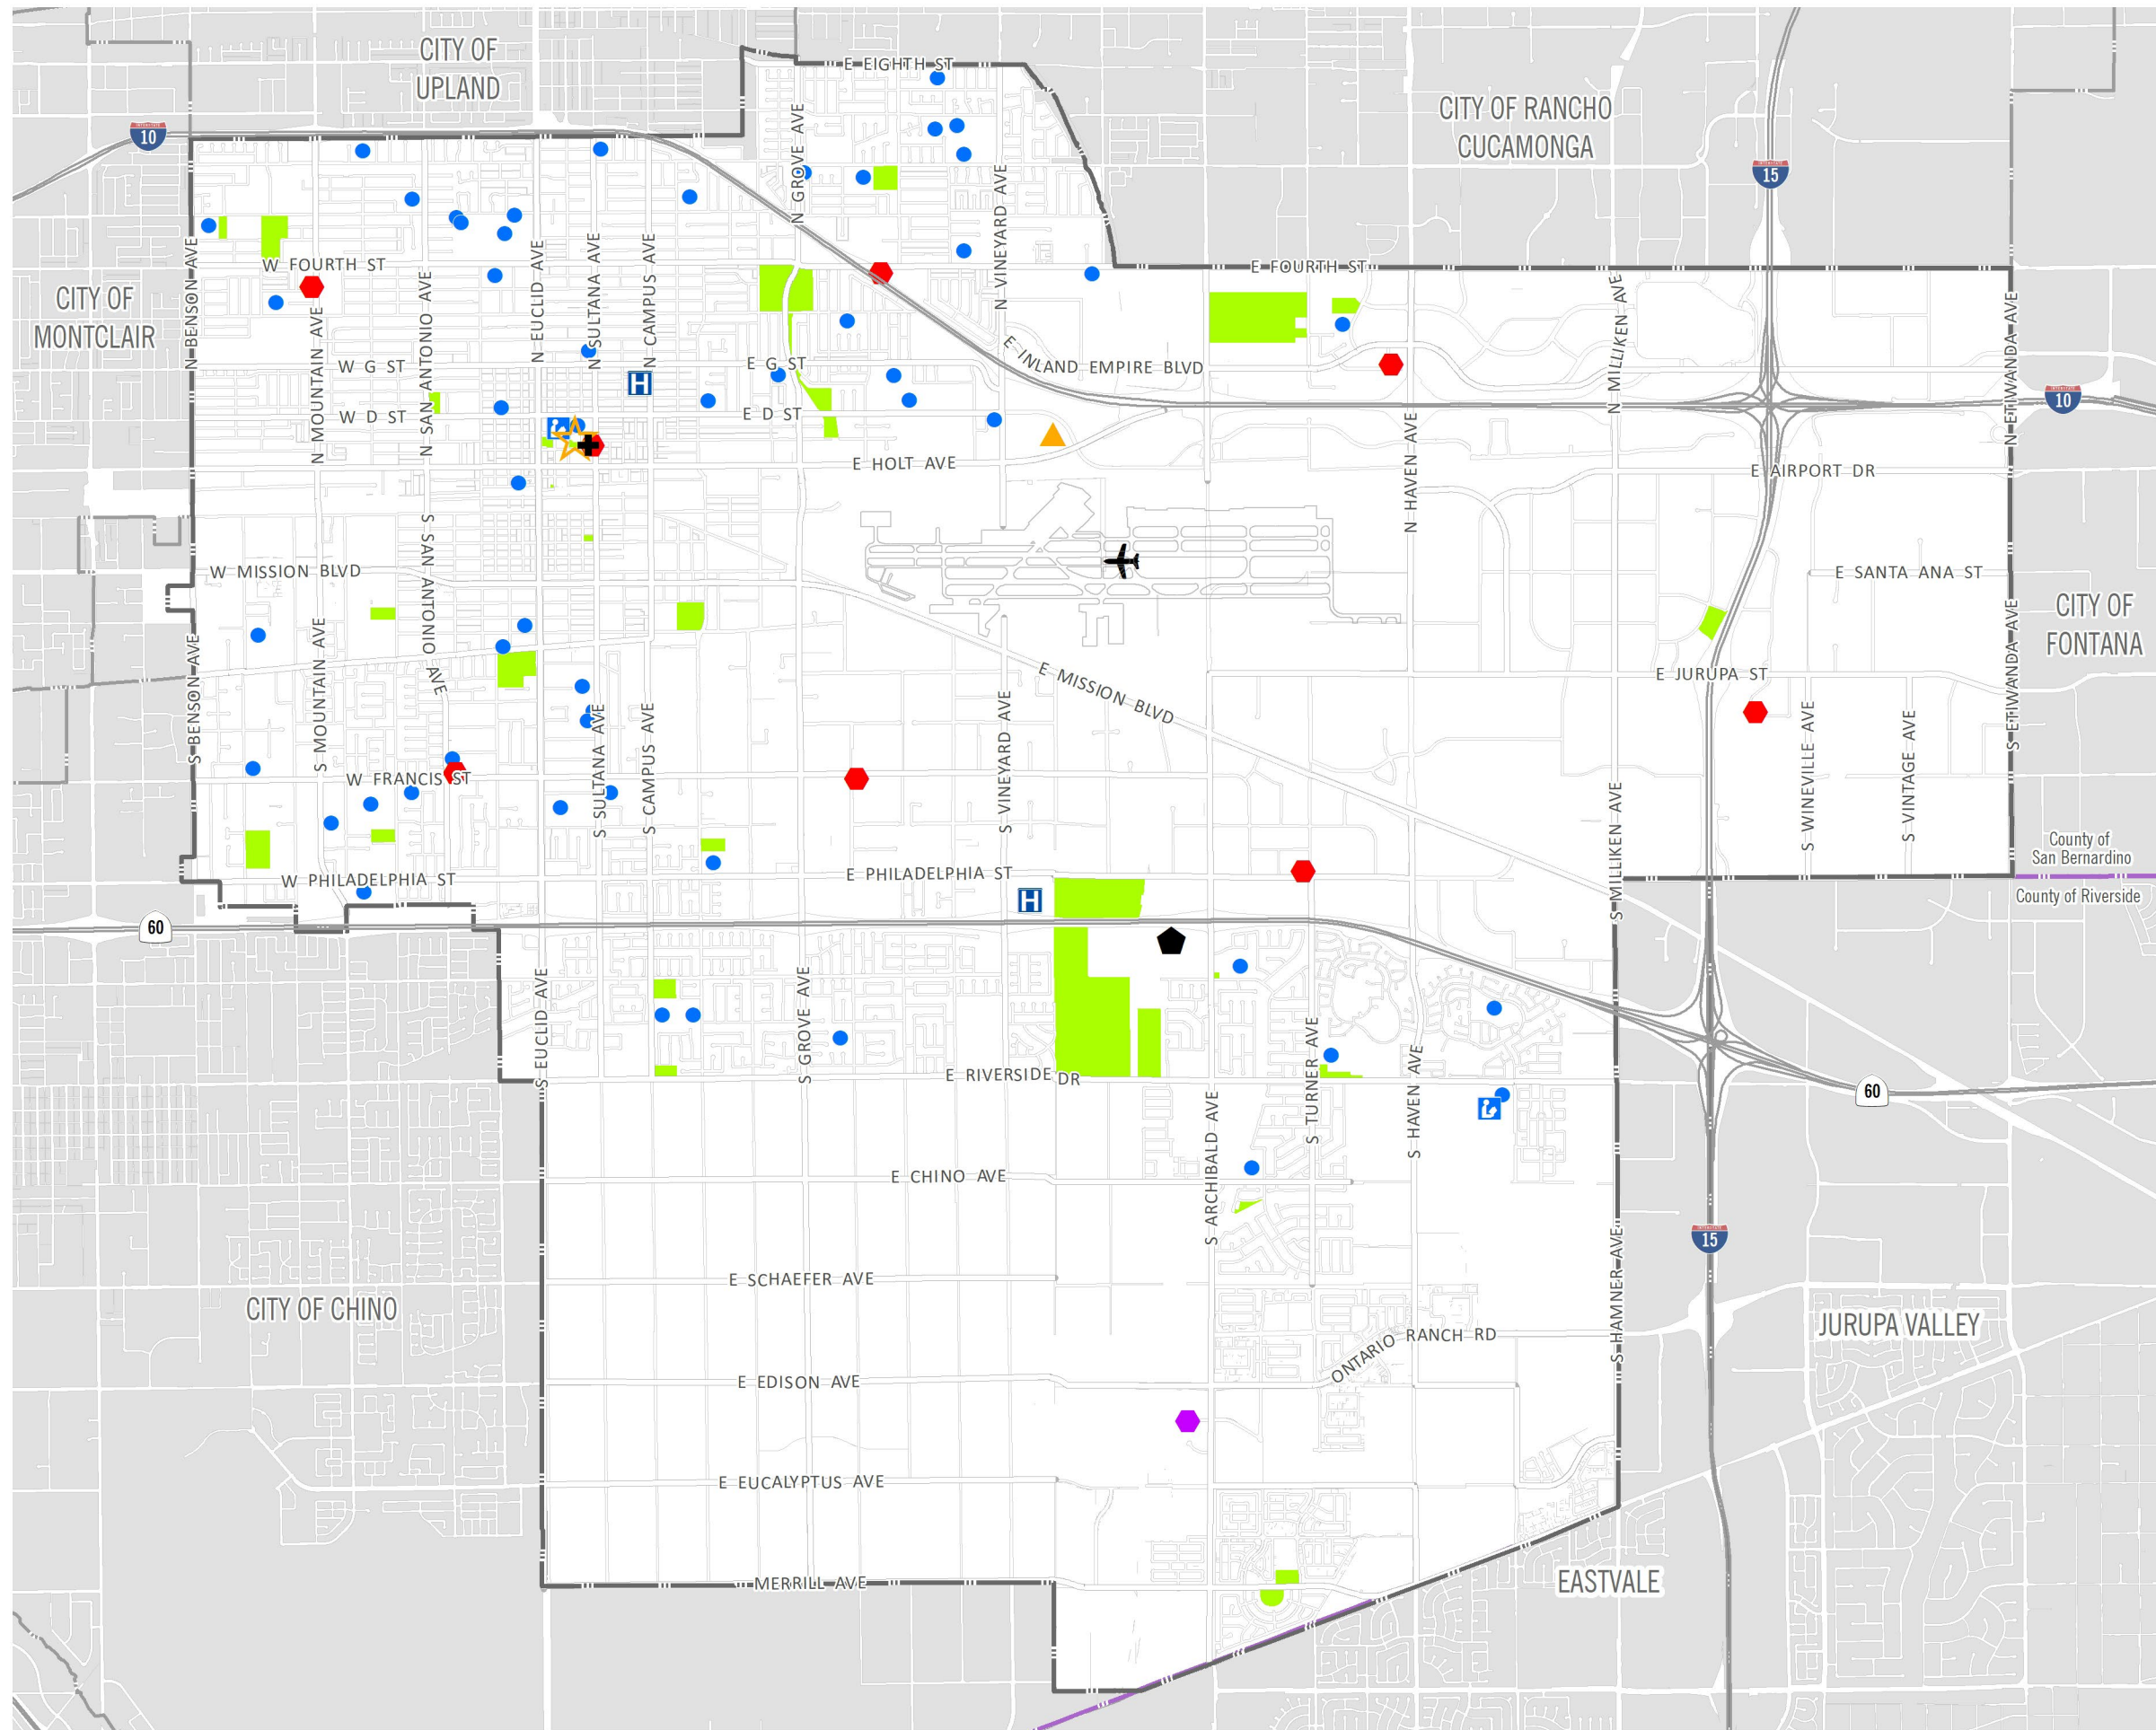 CITY OF
UPLAND
E EIGHTH ST
CITY OF RANCHO
CUCAMONGA
INTERSTATE
10
N GROVE AVE
INTERSTATE
15
N VINEYARD AVE
W FOURTH ST
E FOURTH ST
N BENSON AVE
CITY OF
MONTCLAIR
N MOUNTAIN AVE
N SAN ANTONIO AVE
N EUCLID AVE
N SULTANA AVE
N CAMPUS AVE
N MILLIKEN AVE
N ETIWANDA AVE
W G ST
E G ST
E INLAND EMPIRE BLVD
H
INTERSTATE
10
W D ST
E D ST
N HAVEN AVE
E HOLT AVE
E AIRPORT DR
W MISSION BLVD
S SAN ANTONIO AVE
E SANTA ANA ST
CITY OF
FONTANA
S BENSON AVE
S MOUNTAIN AVE
E MISSION BLVD
E JURUPA ST
S ETIWANDA AVE
S SULTANA AVE
S CAMPUS AVE
S VINEYARD AVE
S WINEVILLE AVE
S VINTAGE AVE
W FRANCIS ST
S MILLIKEN AVE
County of
San Bernardino
W PHILADELPHIA ST
E PHILADELPHIA ST
H
County of Riverside
60
S EUCLID AVE
S GROVE AVE
E RIVERSIDE DR
S TURNER AVE
S HAVEN AVE
60
S ARCHIBALD AVE
E CHINO AVE
INTERSTATE
15
E SCHAEFER AVE
S HAMNER AVE
CITY OF CHINO
JURUPA VALLEY
ONTARIO RANCH RD
E EDISON AVE
E EUCALYPTUS AVE
MERRILL AVE
EASTVALE